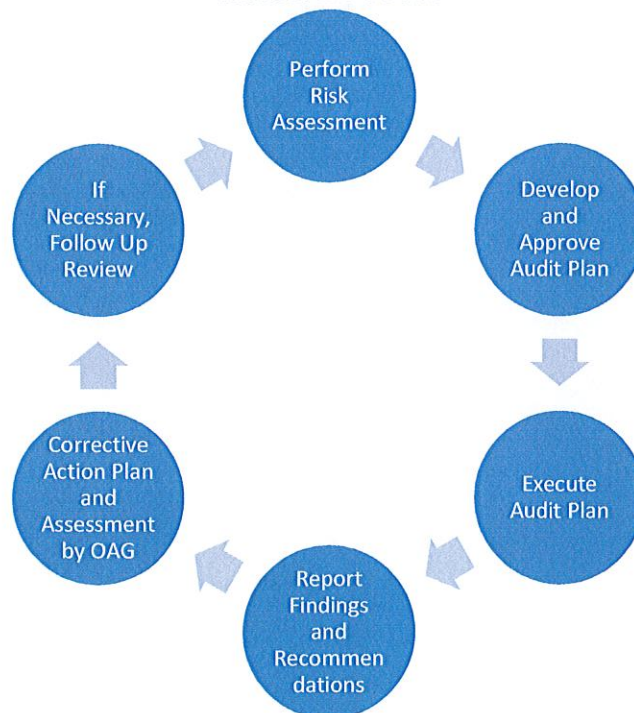 Perform
Risk
Assessment
Develop
and
Approve
Audit Plan
Execute
Audit Plan
Report
Findings
and
Recommen
dations
Corrective
Action Plan
and
Assessment
by OAG
If
Necessary,
Follow Up
Review